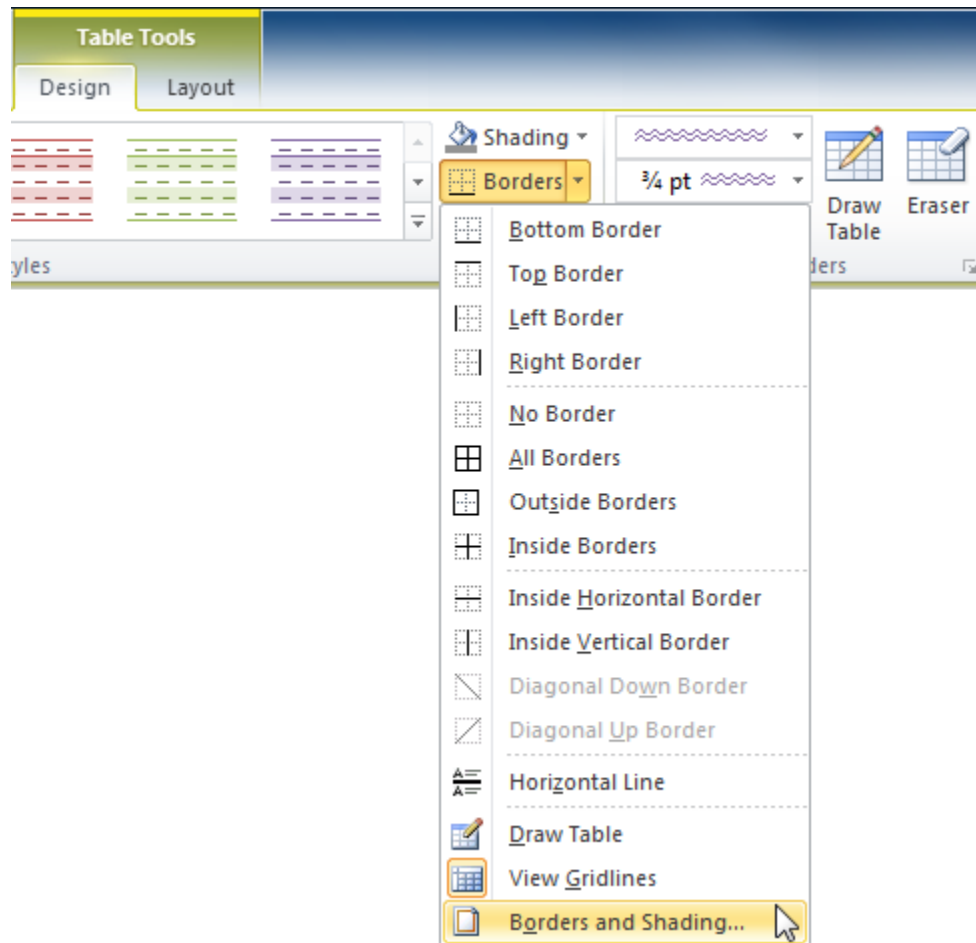 Table Tools
Design Layout
Shading
Borders
¾ pt
Draw Table
Eraser
yles
ders
Bottom Border
Top Border
Left Border
Right Border
No Border
All Borders
Outside Borders
Inside Borders
Inside Horizontal Border
Inside Vertical Border
Diagonal Down Border
Diagonal Up Border
Horizontal Line
Draw Table
View Gridlines
Borders and Shading...